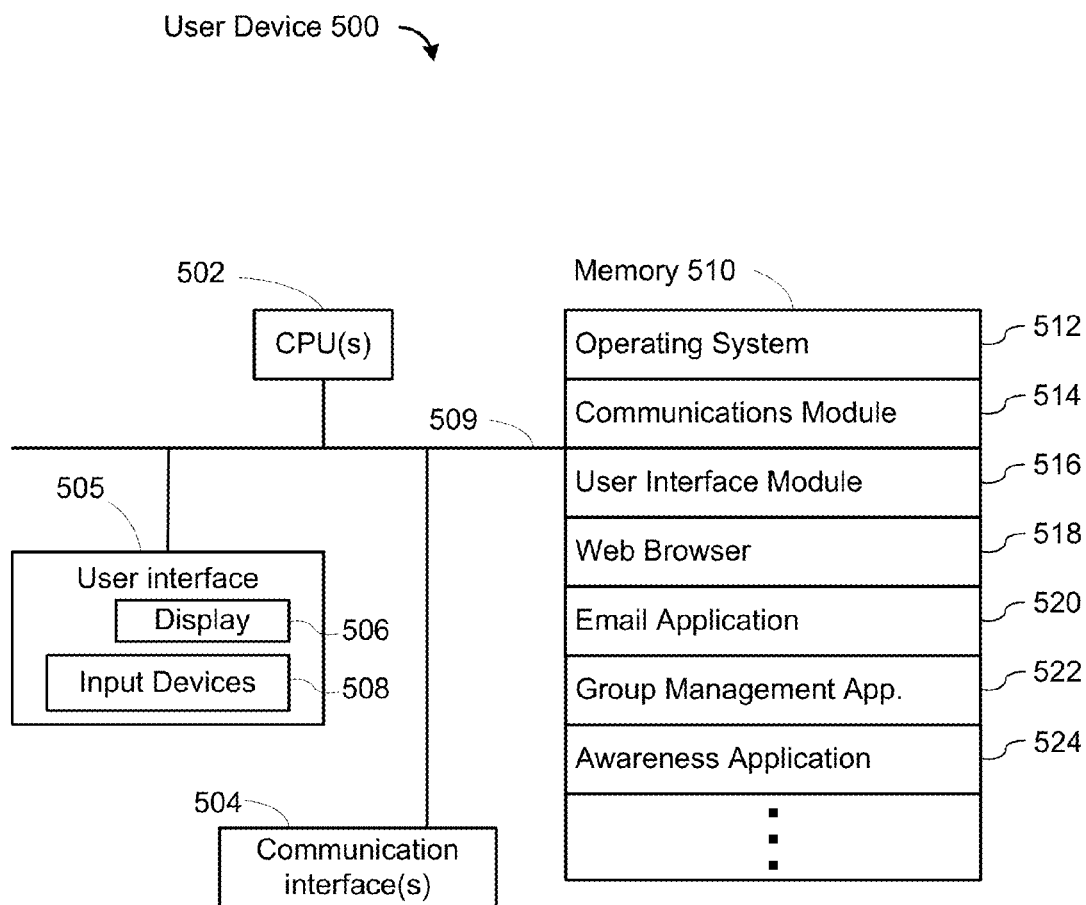 User Device 500
502
Memory 510
CPU(s)
Operating System
512
Communications Module
514
509
User Interface Module
516
505
Web Browser
518
User interface
Display
506
Email Application
520
Input Devices
508
Group Management App.
522
Awareness Application
524
504
Communication
interface(s)